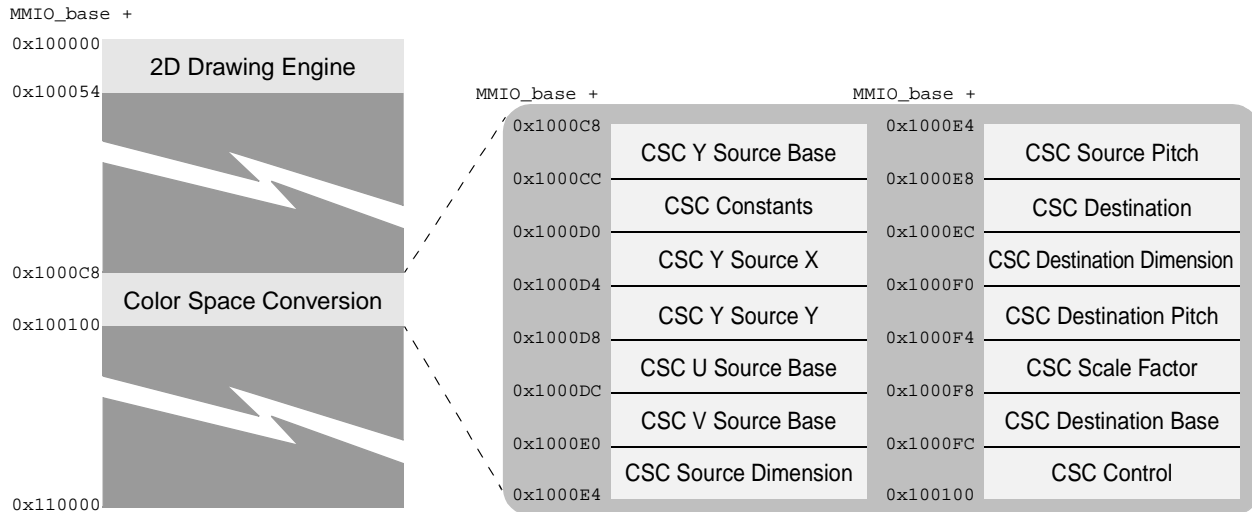 MMIO_base +
0x100000
2D Drawing Engine
0x100054
0x1000C8
Color Space Conversion
0x100100
0x110000
MMIO_base +
0x1000C8
CSC Y Source Base
0x1000CC
CSC Constants
0x1000D0
CSC Y Source X
0x1000D4
CSC Y Source Y
0x1000D8
CSC U Source Base
0x1000DC
CSC V Source Base
0x1000E0
CSC Source Dimension
0x1000E4
MMIO_base +
0x1000E4
CSC Source Pitch
0x1000E8
CSC Destination
0x1000EC
CSC Destination Dimension
0x1000F0
CSC Destination Pitch
0x1000F4
CSC Scale Factor
0x1000F8
CSC Destination Base
0x1000FC
CSC Control
0x100100